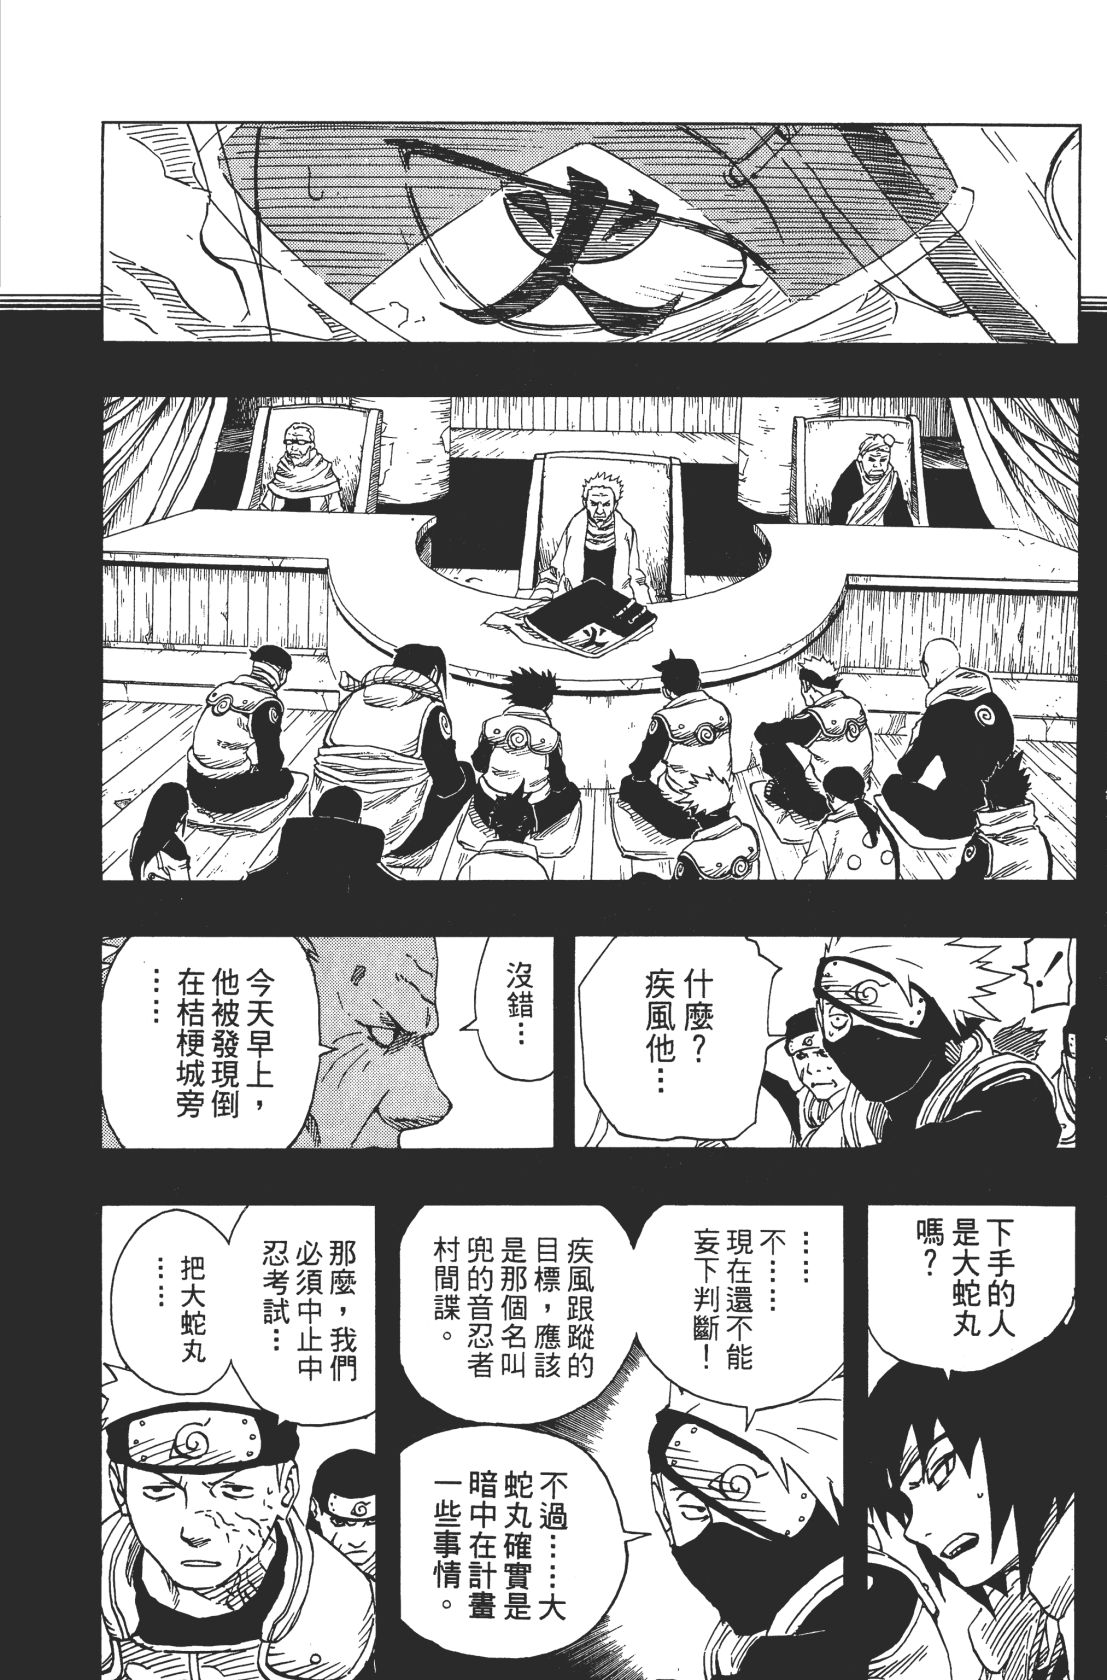 火
火
！
什麼？
疾風他…
沒錯…
今天早上，
他被發現倒
在桔梗城旁
……
下手的人
是大蛇丸
嗎？
……
不……
現在還不能
妄下判斷！
疾風跟蹤的
目標，應該
是那個名叫
兜的音忍者
村間諜。
不過……大
蛇丸確實是
暗中在計畫
一些事情。
那麼，我們
必須中止中
忍考試…
把大蛇丸
……